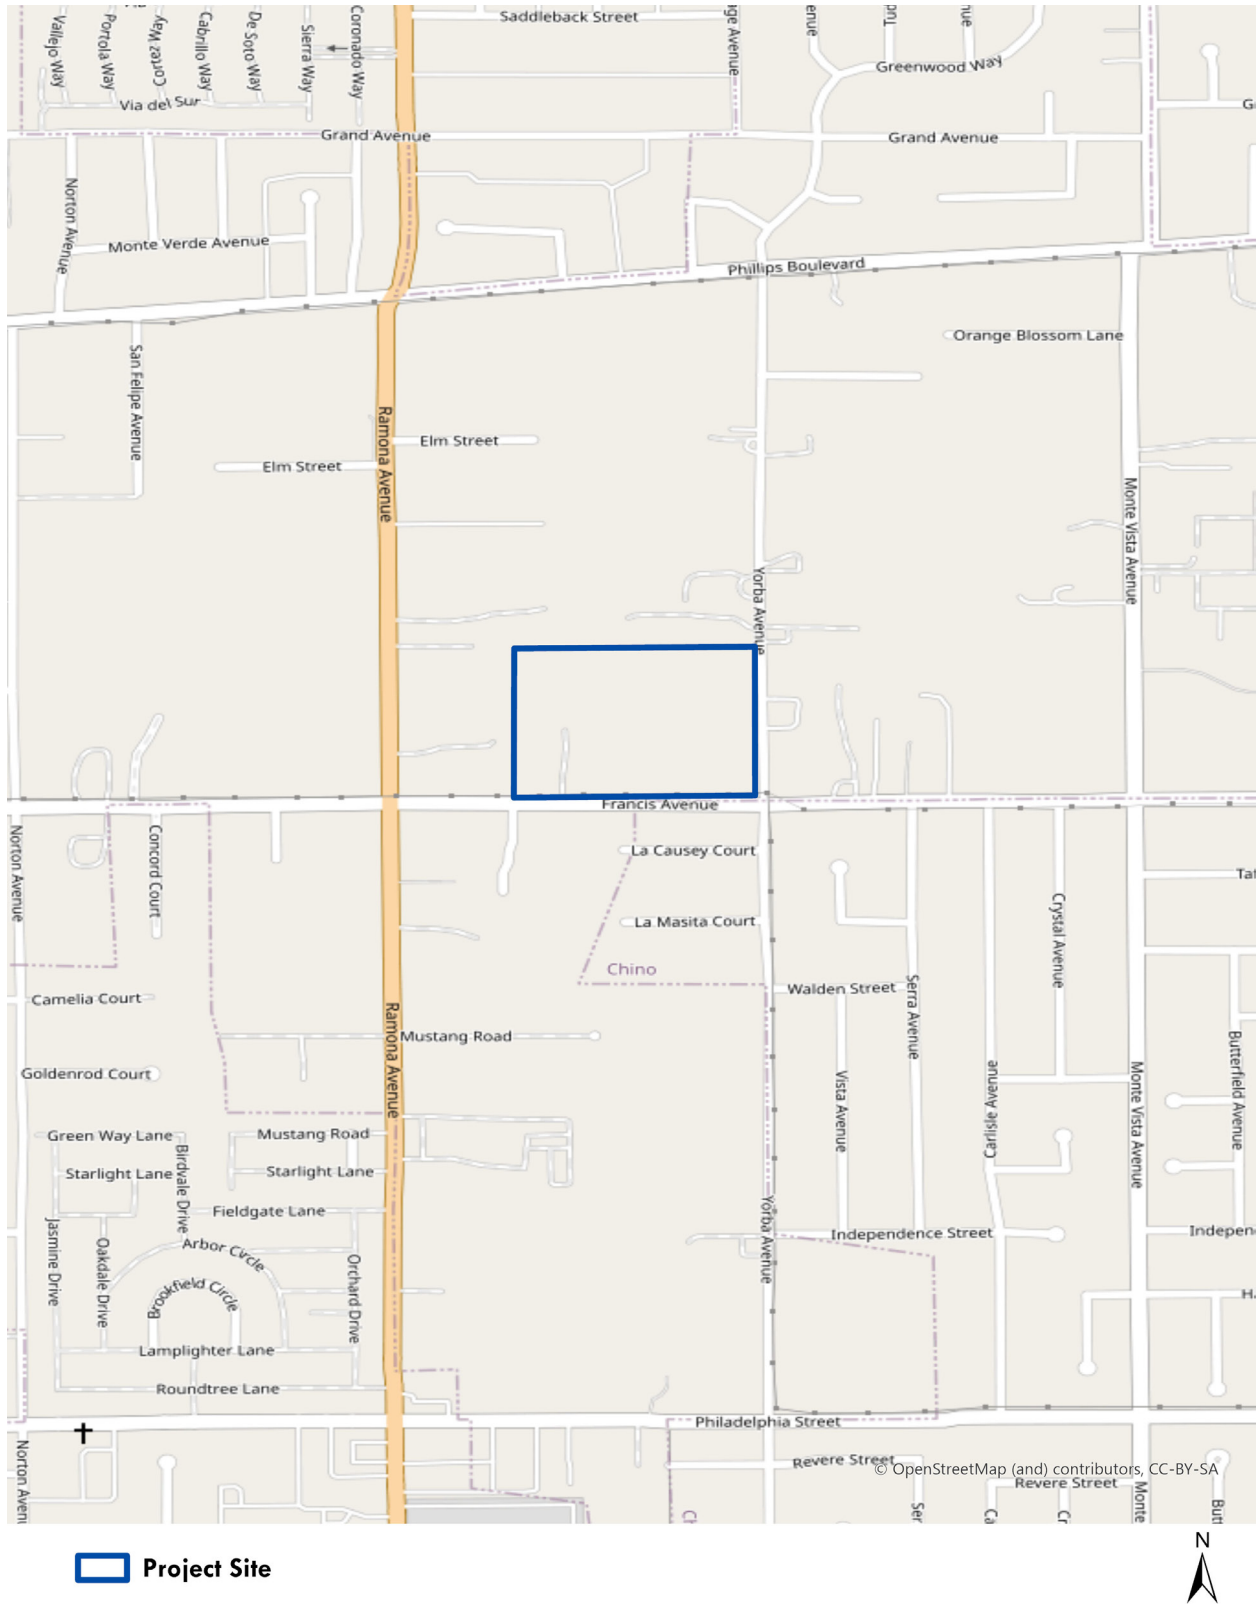 Saddleback Street
Vallejo Way
Portola Way
Cortez Way
Cabrillo Way
De Soto Way
Sierra Way
Coronado Way
Greenwood Way
Via del Sur
Grand Avenue
Grand Avenue
Norton Avenue
Monte Verde Avenue
Phillips Boulevard
Orange Blossom Lane
San Felipe Avenue
Ramona Avenue
Elm Street
Elm Street
Monte Vista Avenue
Yorba Avenue
Francis Avenue
Norton Avenue
Concord Court
La Causey Court
Crystal Avenue
La Masita Court
Chino
Walden Street
Serra Avenue
Camelia Court
Ramona Avenue
Mustang Road
Goldenrod Court
Vista Avenue
Carlisle Avenue
Monte Vista Avenue
Butterfield Avenue
Green Way Lane
Mustang Road
Birdvale Drive
Starlight Lane
Starlight Lane
Fieldgate Lane
Yorba Avenue
Jasmine Drive
Oakdale Drive
Arbor Circle
Independence Street
Brookfield Circle
Orchard Drive
Lamplighter Lane
Roundtree Lane
Philadelphia Street
Norton Avenu
Revere Street
© OpenStreetMap (and) contributors, CC-BY-SA
Revere Street
Monte
N
Project Site